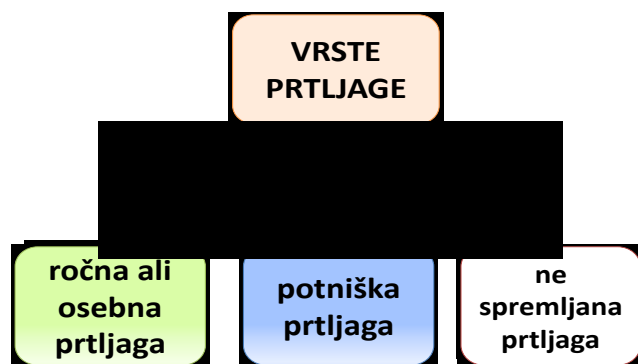 VRSTE
PRTLJAGE
ročna ali
osebna
prtljaga
potniška
prtljaga
ne
spremljana
prtljaga